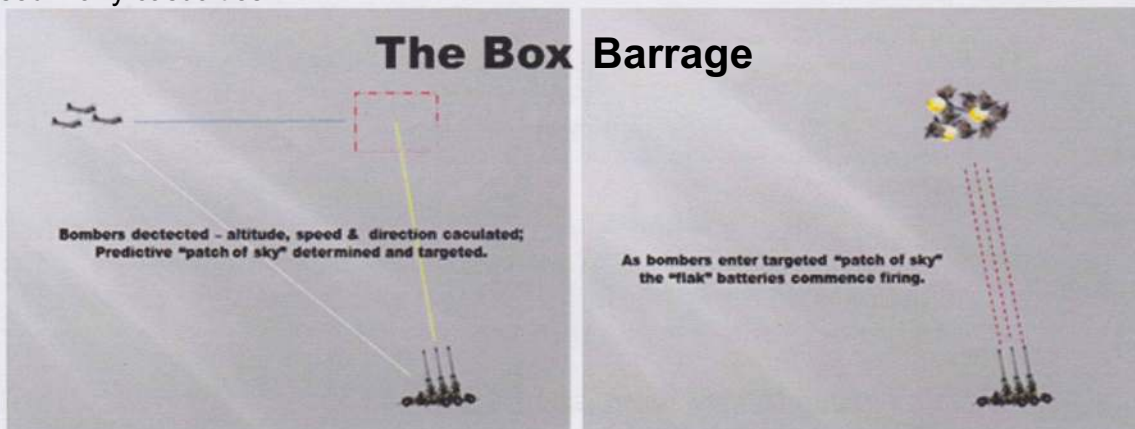 The Box Barrage
Bombers dectected – altitude, speed & direction caculated;
Predictive “patch of sky” determined and targeted.
As bombers enter targeted “patch of sky”
the “flak” batteries commence firing.